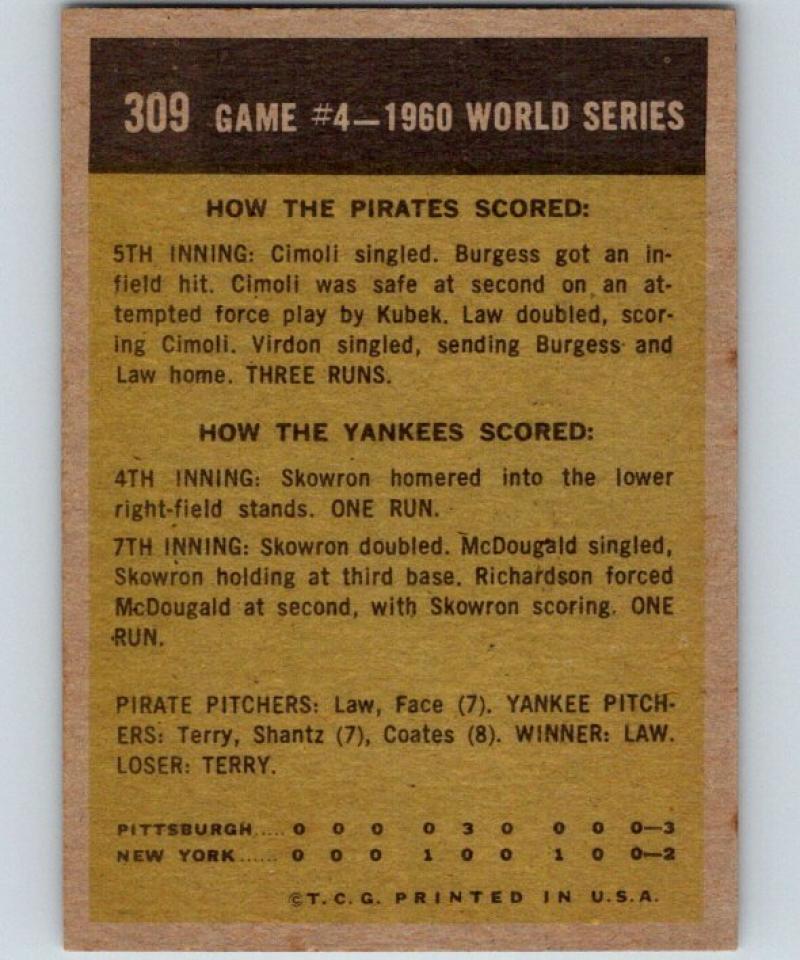 309 GAME #4—1960 WORLD SERIES
HOW THE PIRATES SCORED:
5TH INNING: Cimoli singled. Burgess got an in-
field hit. Cimoli was safe at second on an at-
tempted force play by Kubek. Law doubled, scor-
ing Cimoli. Virdon singled, sending Burgess and
Law home. THREE RUNS.
HOW THE YANKEES SCORED:
4TH INNING: Skowron homered into the lower
right-field stands. ONE RUN.
7TH INNING: Skowron doubled. McDougald singled,
Skowron holding at third base. Richardson forced
McDougald at second, with Skowron scoring. ONE
RUN.
PIRATE PITCHERS: Law, Face (7). YANKEE PITCH-
ERS: Terry, Shantz (7), Coates (8). WINNER: LAW.
LOSER: TERRY.
PITTSBURGH..... 0 0 0 0 3 0 0 0 0—3
NEW YORK...... 0 0 0 1 0 0 1 0 0—2
©T.C.G. PRINTED IN U.S.A.